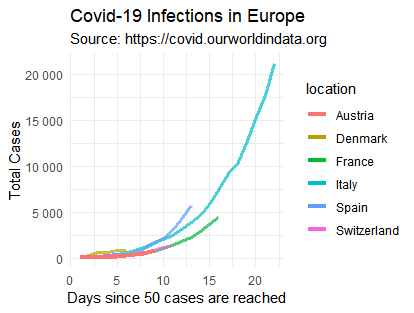 Covid-19 Infections in Europe
Source: https://covid.ourworldindata.org
Total Cases
20 000
15 000
10 000
5 000
0
0 5 10 15 20
Days since 50 cases are reached
location
Austria
Denmark
France
Italy
Spain
Switzerland